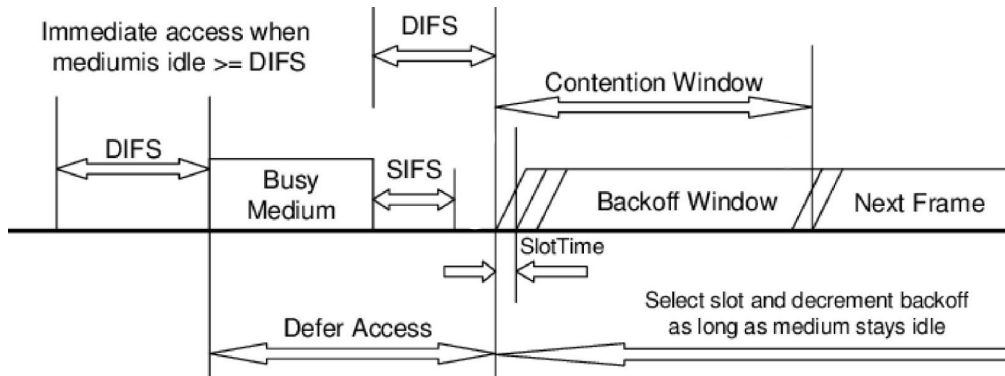 Immediate access when
mediumis idle >= DIFS
DIFS
Contention Window
DIFS
Busy
Medium
SIFS
Backoff Window
Next Frame
SlotTime
Defer Access
Select slot and decrement backoff
as long as medium stays idle